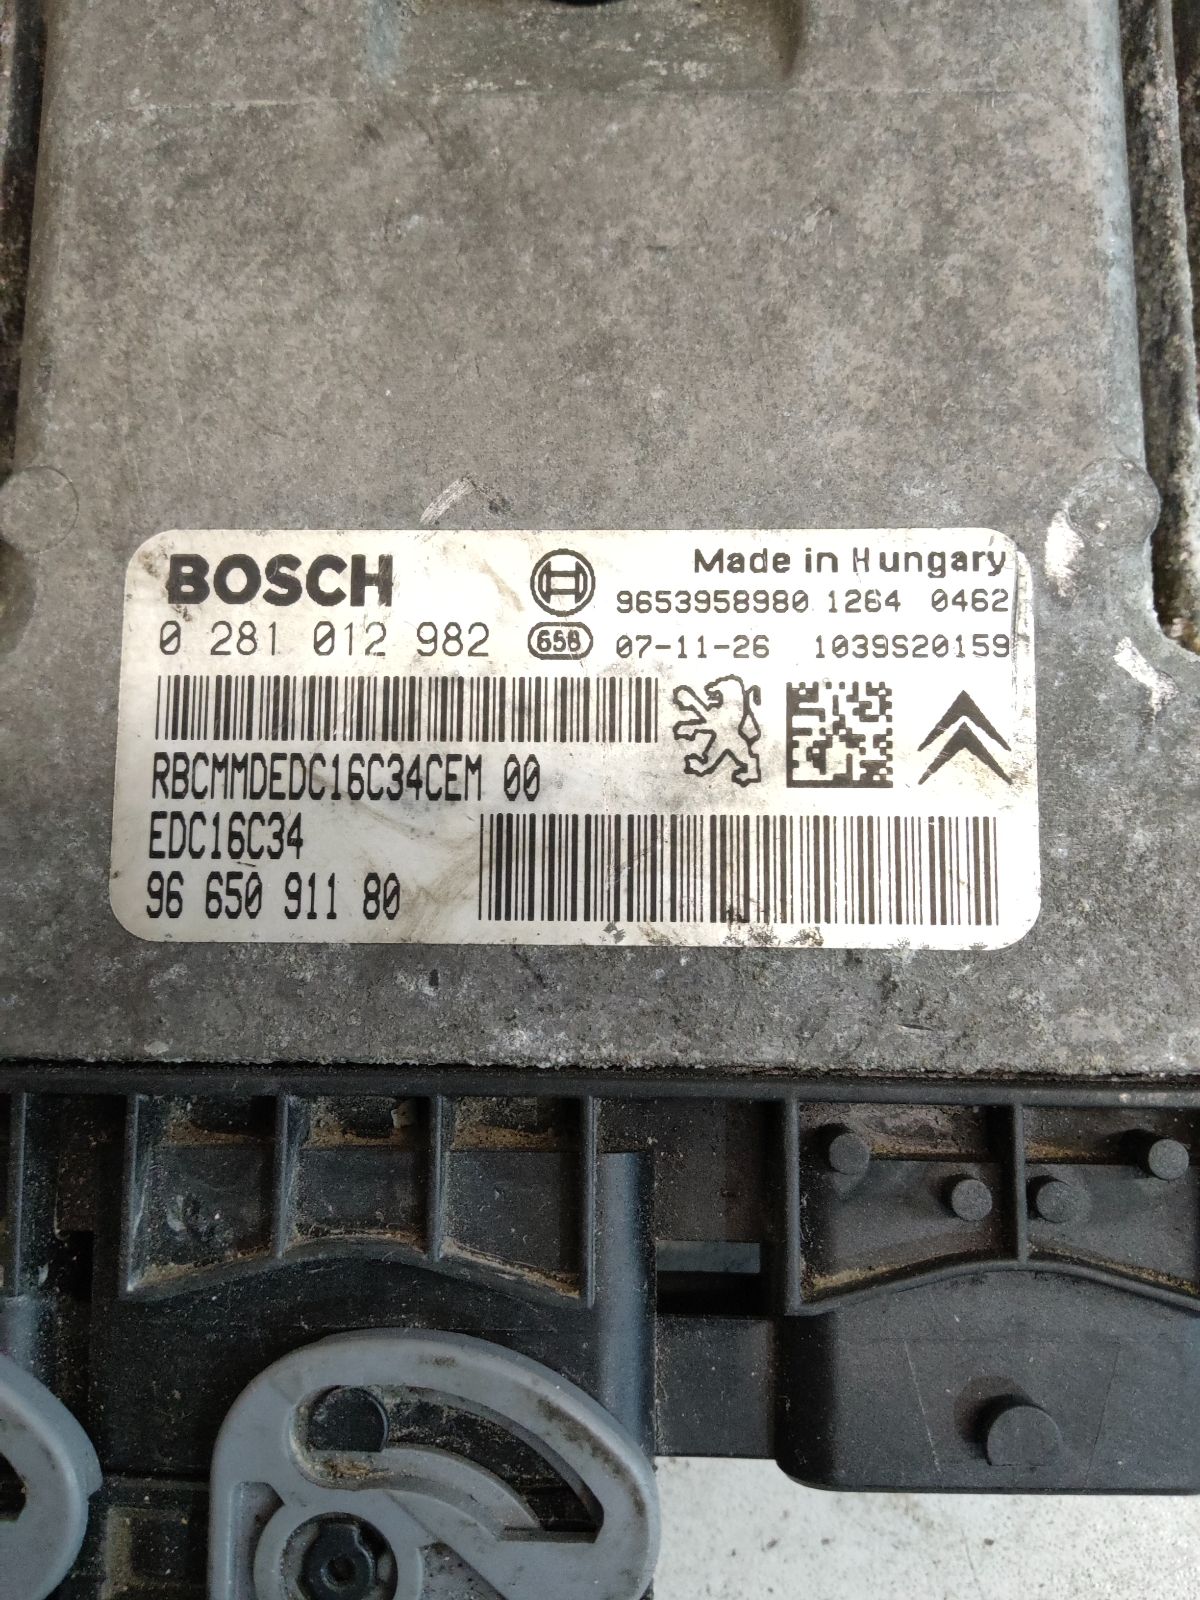 BOSCH
Made in Hungary
9653958980 1264 0462
0 281 012 982
658
07-11-26 1039S20159
RBCMMDEDC16C34CEM 00
EDC16C34
96 650 911 80